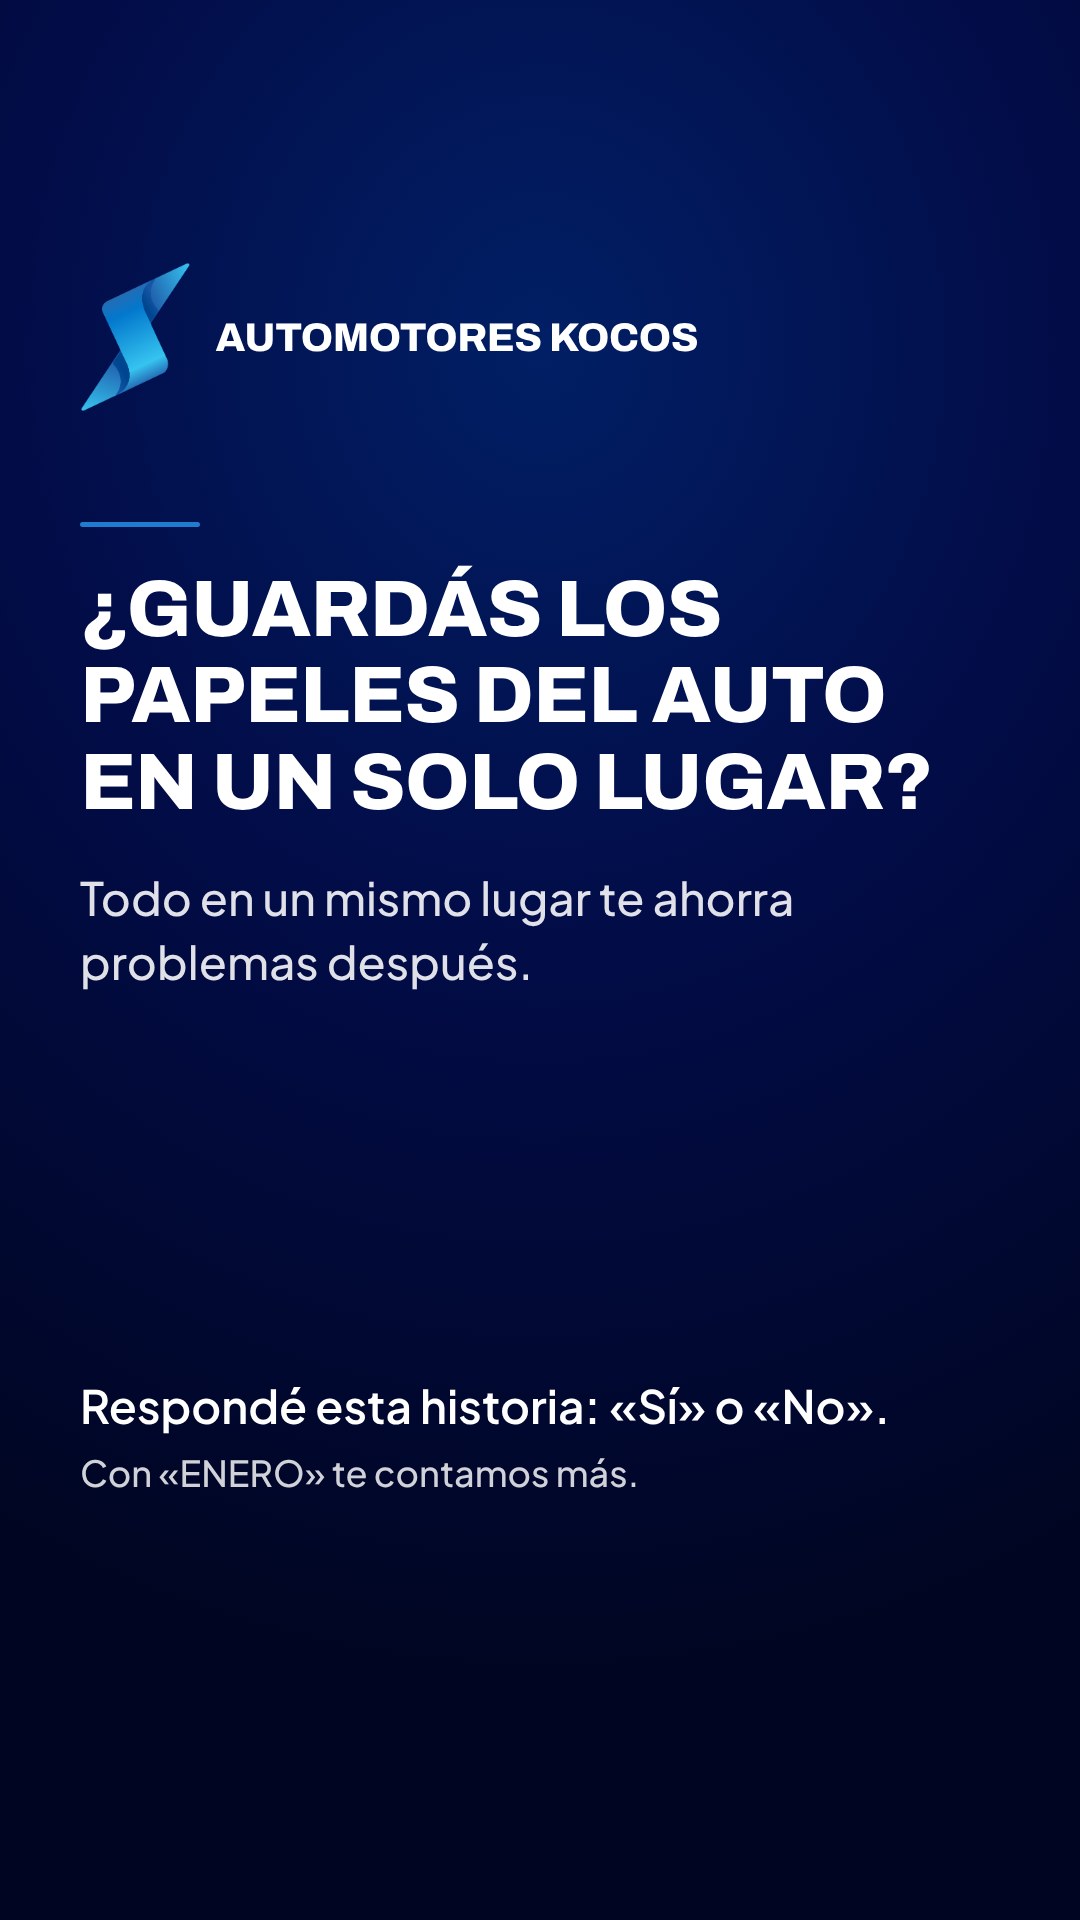 AUTOMOTORES KOCOS
¿GUARDÁS LOS
PAPELES DEL AUTO
EN UN SOLO LUGAR?
Todo en un mismo lugar te ahorra
problemas después.
Respondé esta historia: «Sí» o «No».
Con «ENERO» te contamos más.